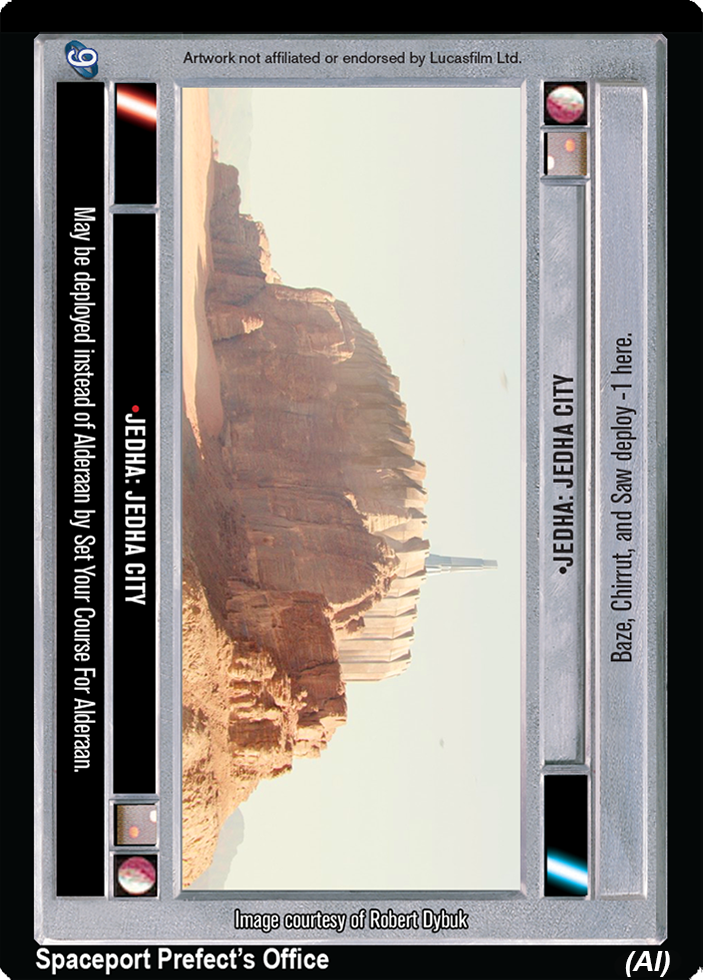 9
Artwork not affiliated or endorsed by Lucasfilm Ltd.
May be deployed instead of Alderaan by Set Your Course For Alderaan.
•JEDHA: JEDHA CITY
•JEDHA: JEDHA CITY
Baze, Chirrut, and Saw deploy -1 here.
Image courtesy of Robert Dybuk
Spaceport Prefect's Office
(AI)